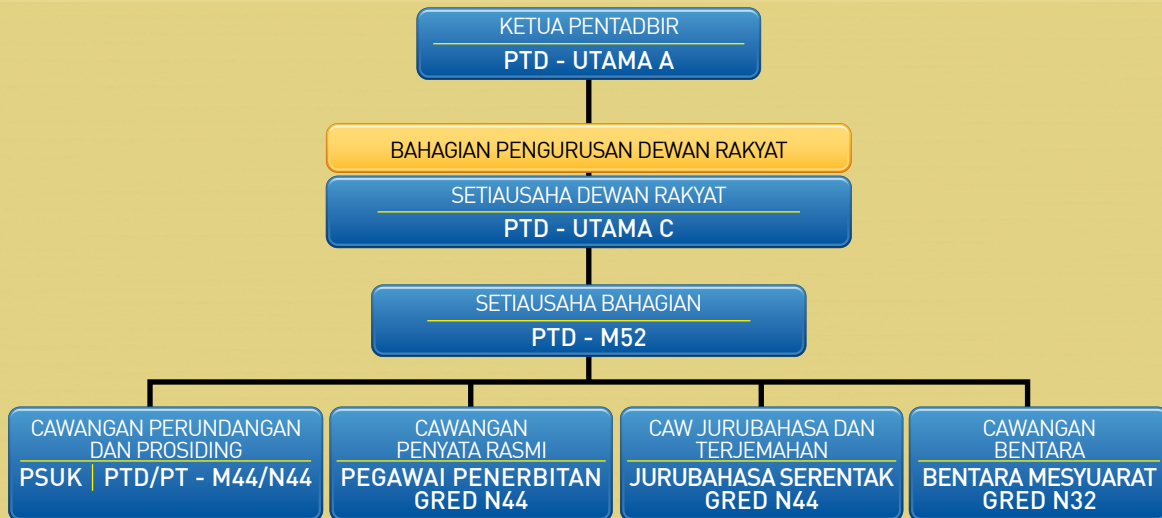 KETUA PENTADBIR
PTD - UTAMA A
BAHAGIAN PENGURUSAN DEWAN RAKYAT
SETIAUSAHA DEWAN RAKYAT
PTD - UTAMA C
SETIAUSAHA BAHAGIAN
PTD - M52
CAWANGAN PERUNDANGAN
DAN PROSIDING
PSUK | PTD/PT - M44/N44
CAWANGAN
PENYATA RASMI
PEGAWAI PENERBITAN
GRED N44
CAW JURUBAHASA DAN
TERJEMAHAN
JURUBAHASA SERENTAK
GRED N44
CAWANGAN
BENTARA
BENTARA MESYUARAT
GRED N32